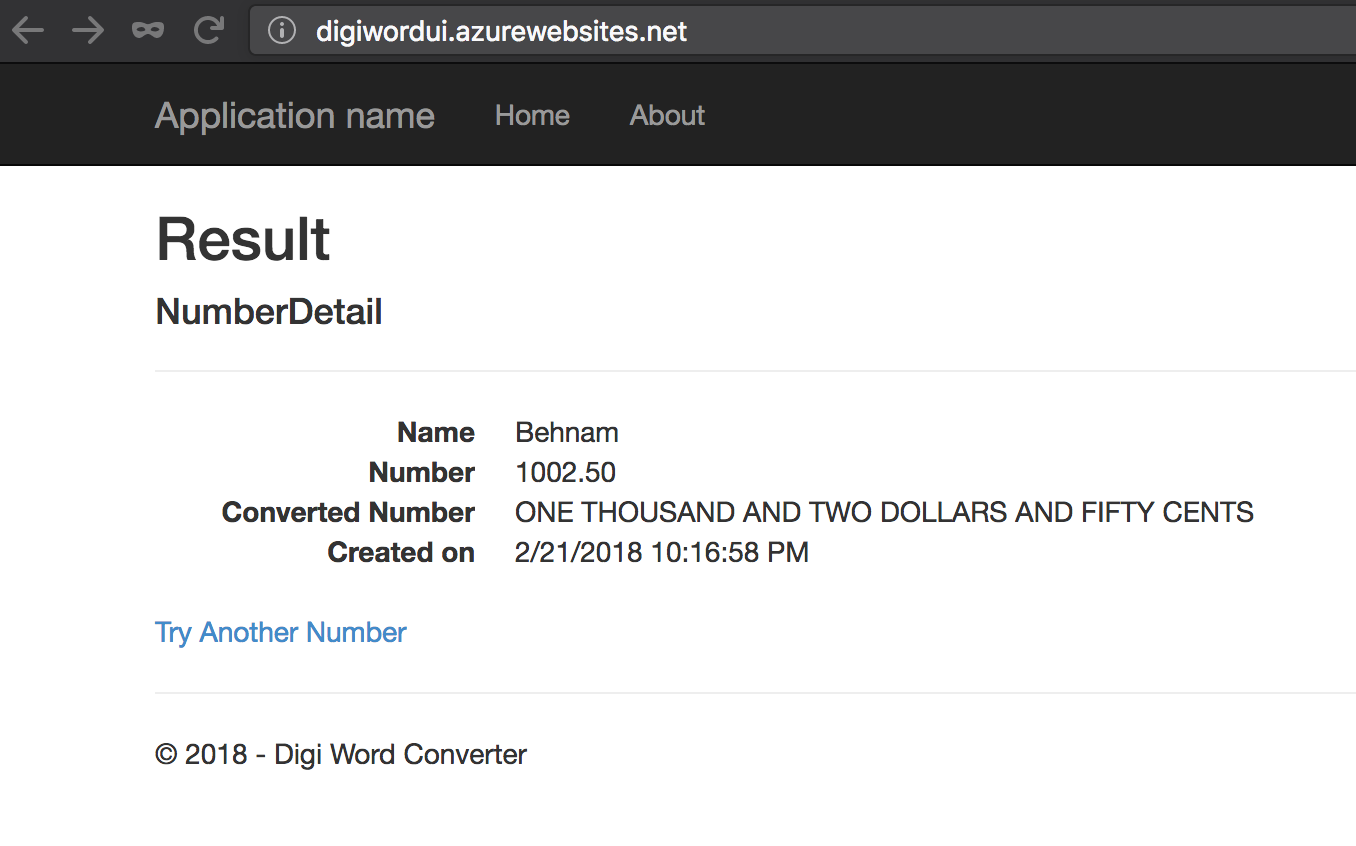 digiwordui.azurewebsites.net
Application name Home About
Result
NumberDetail
Name Behnam
Number 1002.50
Converted Number ONE THOUSAND AND TWO DOLLARS AND FIFTY CENTS
Created on 2/21/2018 10:16:58 PM
Try Another Number
© 2018 - Digi Word Converter